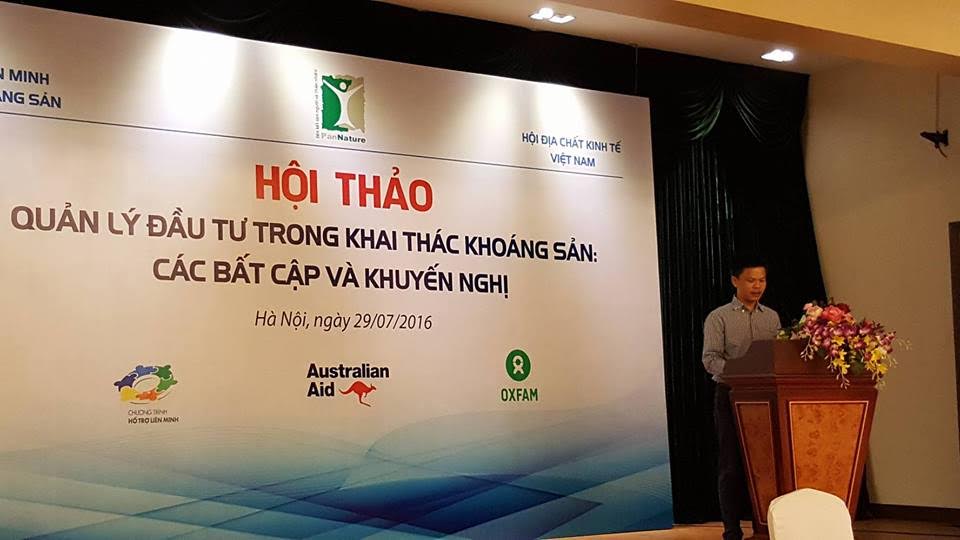 MINH
SẢN
PanNature
HỘI ĐỊA CHẤT KINH TẾ
VIỆT NAM
HỘI THẢO
QUẢN LÝ ĐẦU TƯ TRONG KHAI THÁC KHOÁNG SẢN:
CÁC BẤT CẬP VÀ KHUYẾN NGHỊ
Hà Nội, ngày 29/07/2016
CHƯƠNG TRÌNH
HỖ TRỢ LIÊN MINH
Australian
Aid
OXFAM